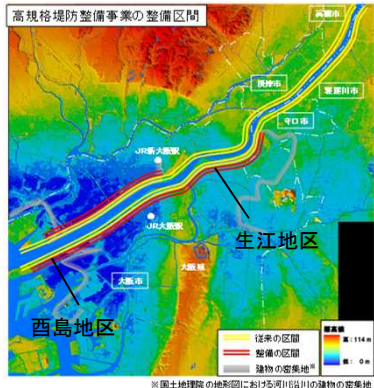 高規格堤防整備事業の整備区間
高槻市
摂津市
寝屋川市
守口市
JR新大阪駅
生江地区
JR大阪駅
大阪城
大阪市
酉島地区
従来の区間
整備の区間
建物の密集地※
標高値
高:114m
低:0m
※国土地理院の地形図における河川沿川の建物の密集地